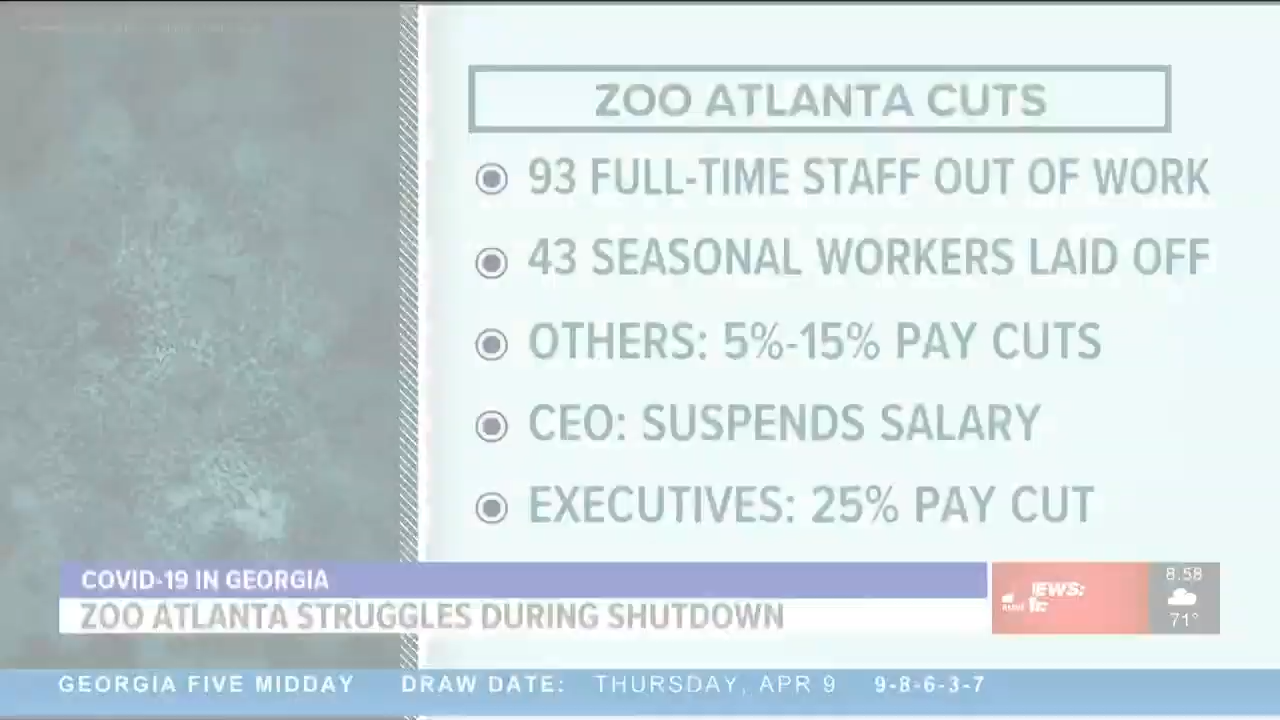 ZOO ATLANTA CUTS
93 FULL-TIME STAFF OUT OF WORK
43 SEASONAL WORKERS LAID OFF
OTHERS: 5%-15% PAY CUTS
CEO: SUSPENDS SALARY
EXECUTIVES: 25% PAY CUT
COVID-19 IN GEORGIA
ZOO ATLANTA STRUGGLES DURING SHUTDOWN
8:58
71°
GEORGIA FIVE MIDDAY DRAW DATE: THURSDAY, APR 9 9-8-6-3-7